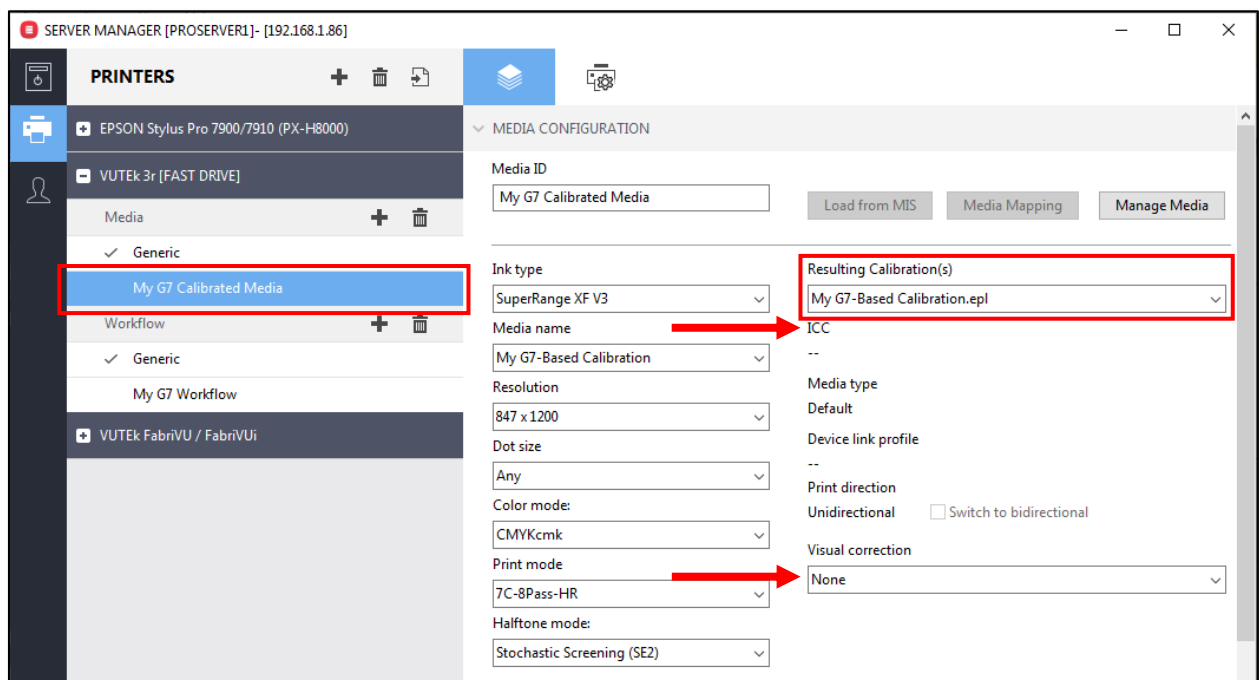 SERVER MANAGER [PROSERVER1]- [192.168.1.86]
PRINTERS
EPSON Stylus Pro 7900/7910 (PX-H8000)
VUTEk 3r [FAST DRIVE]
Media
Generic
My G7 Calibrated Media
Workflow
Generic
My G7 Workflow
VUTEk FabriVU / FabriVUi
MEDIA CONFIGURATION
Media ID
My G7 Calibrated Media
Load from MIS Media Mapping Manage Media
Ink type
SuperRange XF V3
Media name
My G7-Based Calibration
Resolution
847 x 1200
Dot size
Any
Color mode:
CMYKcmk
Print mode
7C-8Pass-HR
Halftone mode:
Stochastic Screening (SE2)
Resulting Calibration(s)
My G7-Based Calibration.epl
ICC
--
Media type
Default
Device link profile
--
Print direction
Unidirectional Switch to bidirectional
Visual correction
None